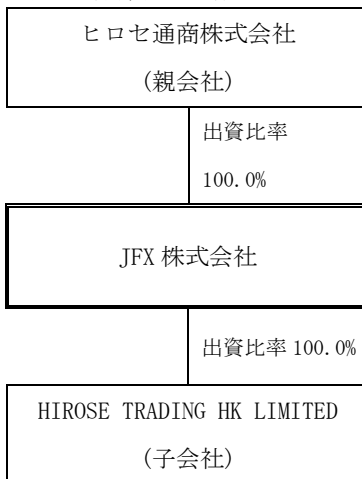 ヒロセ通商株式会社
(親会社)
出資比率
100.0%
JFX 株式会社
出資比率 100.0%
HIROSE TRADING HK LIMITED
(子会社)